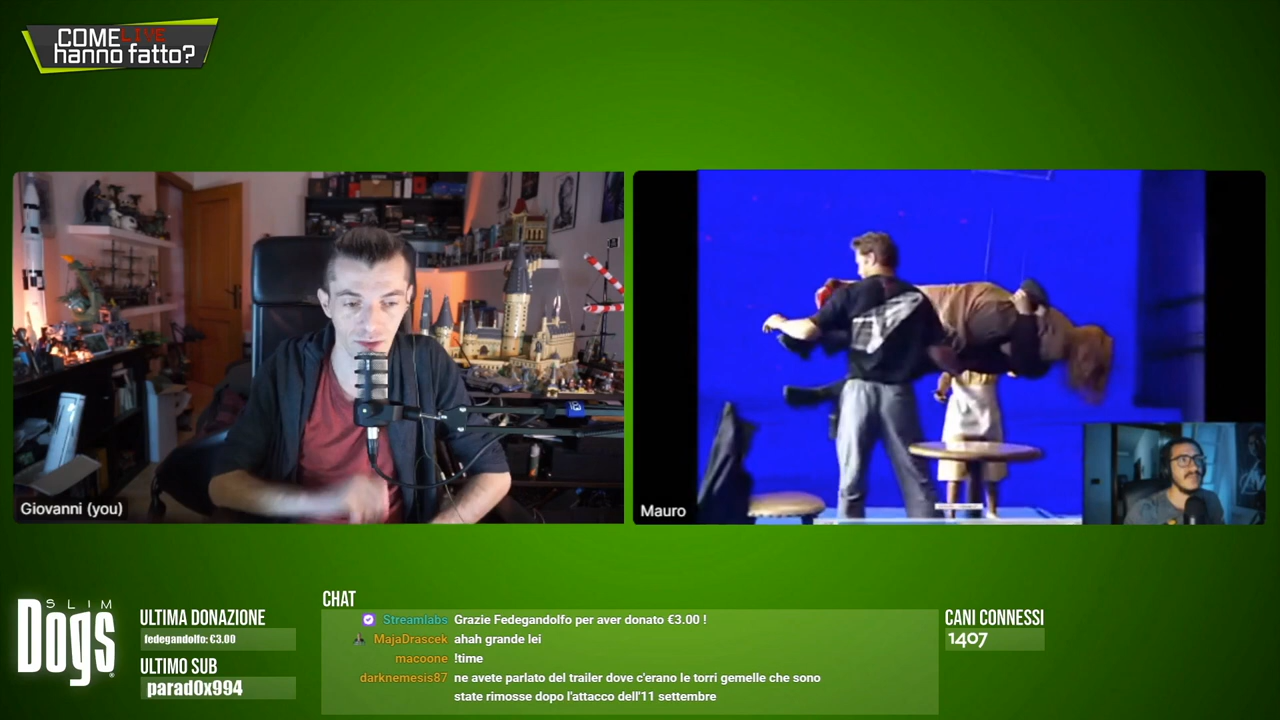 COME LIVE
hanno fatto?
Giovanni (you)
Mauro
SLIM
Dogs
ULTIMA DONAZIONE
fedegandolfo: €3.00
ULTIMO SUB
parad0x994
CHAT
Streamlabs Grazie Fedegandolfo per aver donato €3.00 !
MajaDrascek ahah grande lei
macoone !time
darknemesis87 ne avete parlato del trailer dove c'erano le torri gemelle che sono
state rimosse dopo l'attacco dell'11 settembre
CANI CONNESSI
1407